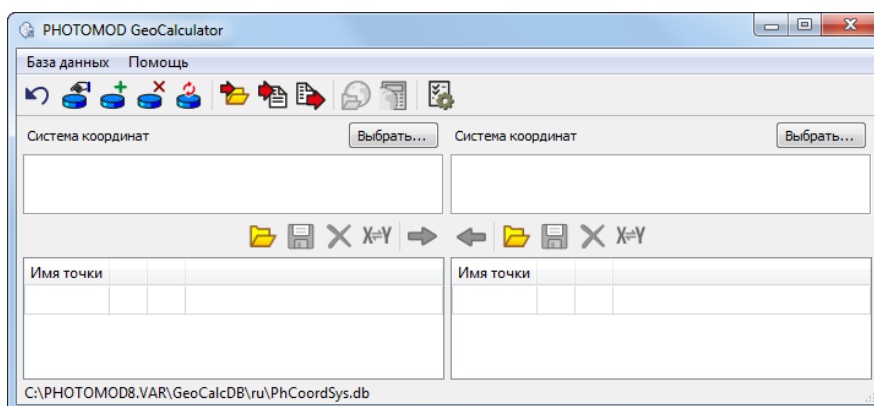 PHOTOMOD GeoCalculator
База данных Помощь
Система координат Выбрать... Система координат Выбрать...
X⇌Y X⇌Y
Имя точки Имя точки
C:\PHOTOMOD8.VAR\GeoCalcDB\ru\PhCoordSys.db